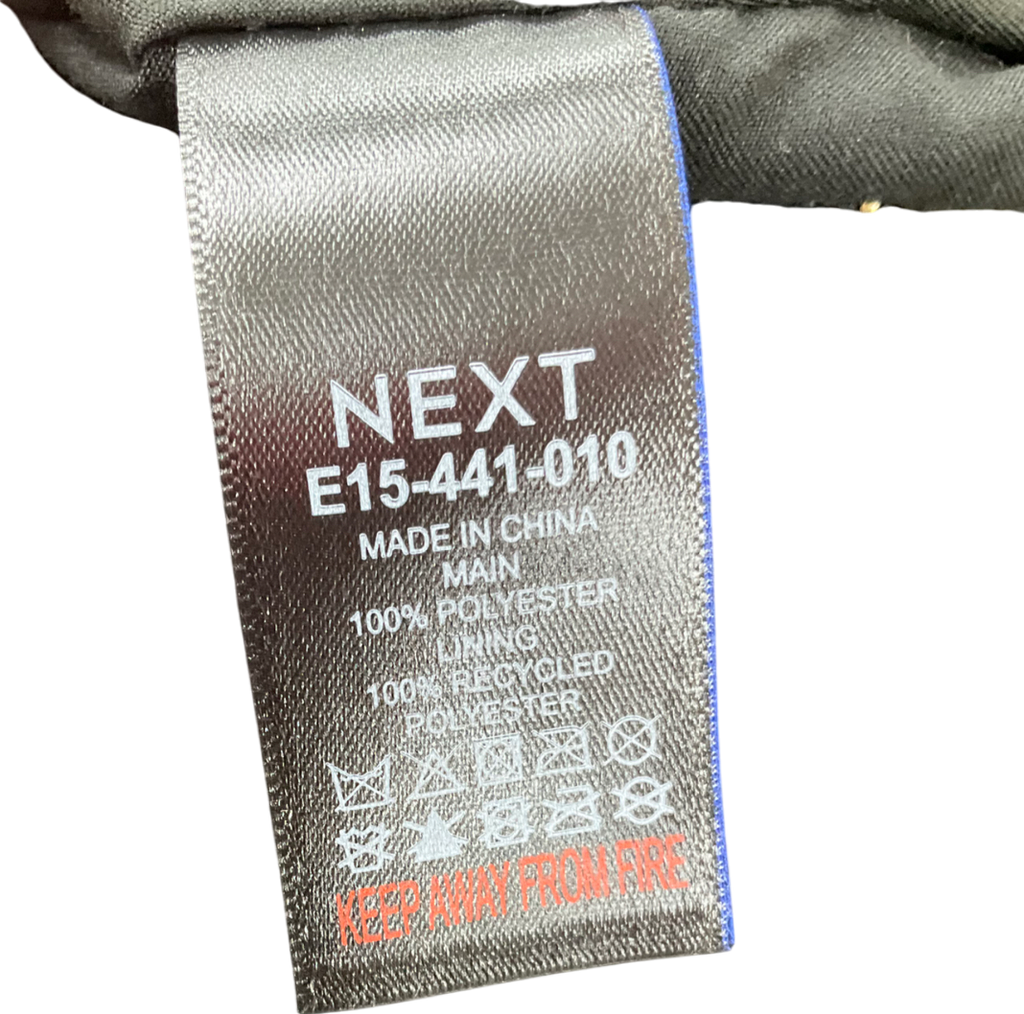 NEXT
E15-441-010
MADE IN CHINA
MAIN
100% POLYESTER
LINING
100% RECYCLED
POLYESTER
KEEP AWAY FROM FIRE